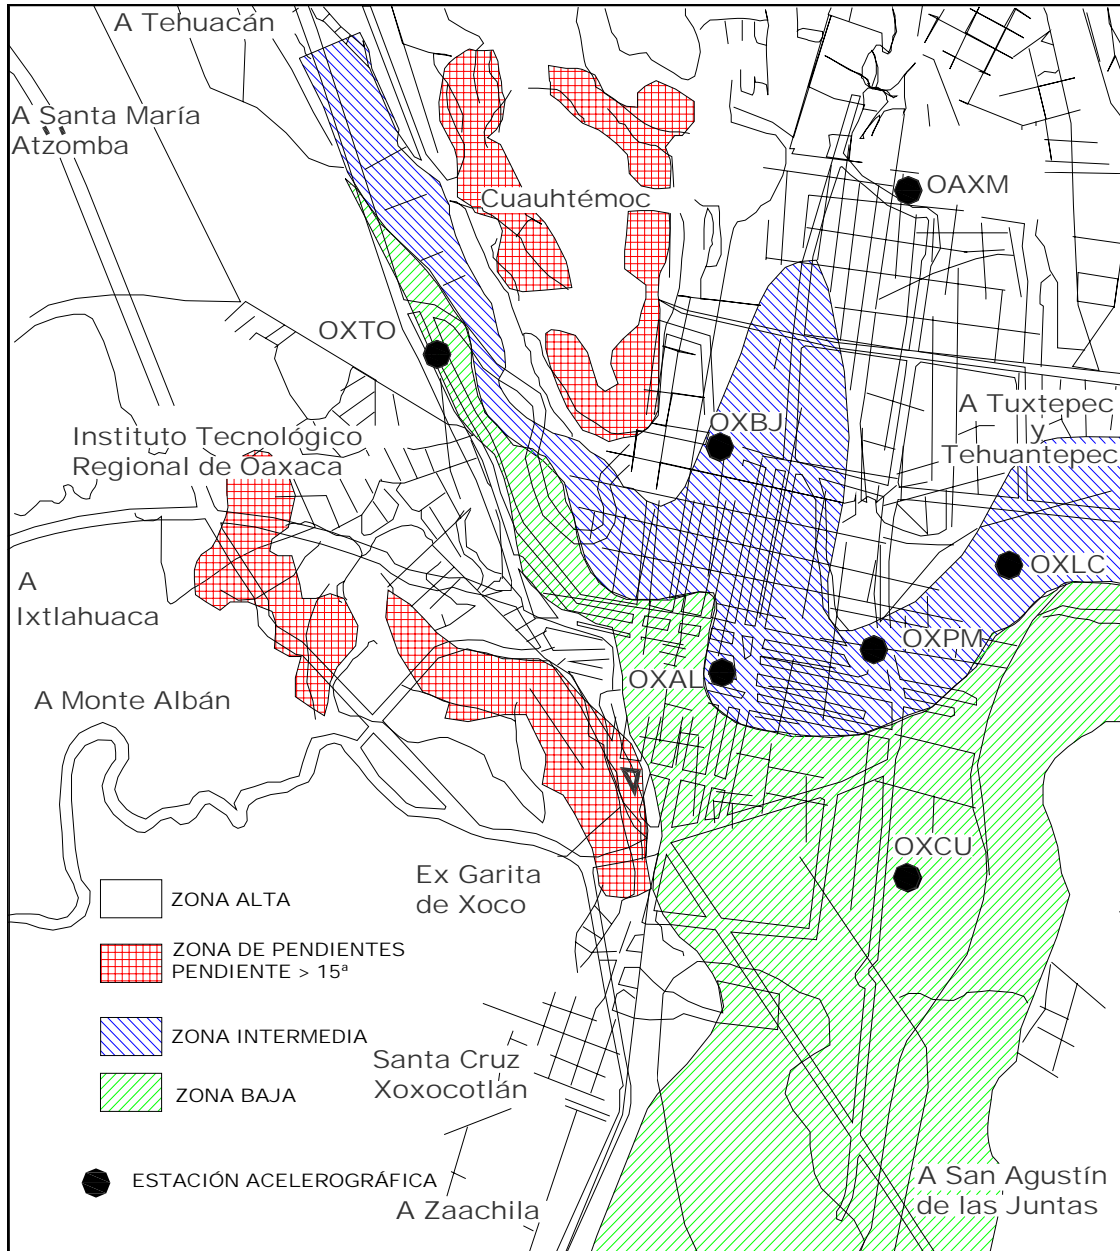 A Tehuacán
A Santa María
Atzomba
Cuauhtémoc
OAXM
OXTO
A Tuxtepec
y
Tehuantepec
OXBJ
Instituto Tecnológico
Regional de Oaxaca
OXLC
A
Ixtlahuaca
OXPM
OXAL
A Monte Albán
OXCU
Ex Garita
de Xoco
ZONA ALTA
ZONA DE PENDIENTES
PENDIENTE > 15ª
ZONA INTERMEDIA
Santa Cruz
Xoxocotlán
ZONA BAJA
ESTACIÓN ACELEROGRÁFICA
A San Agustín
de las Juntas
A Zaachila